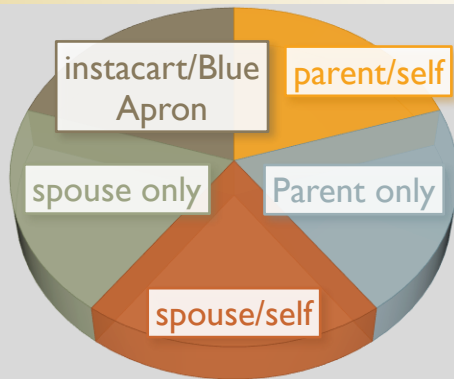 instacart/Blue
Apron
parent/self
spouse only
Parent only
spouse/self